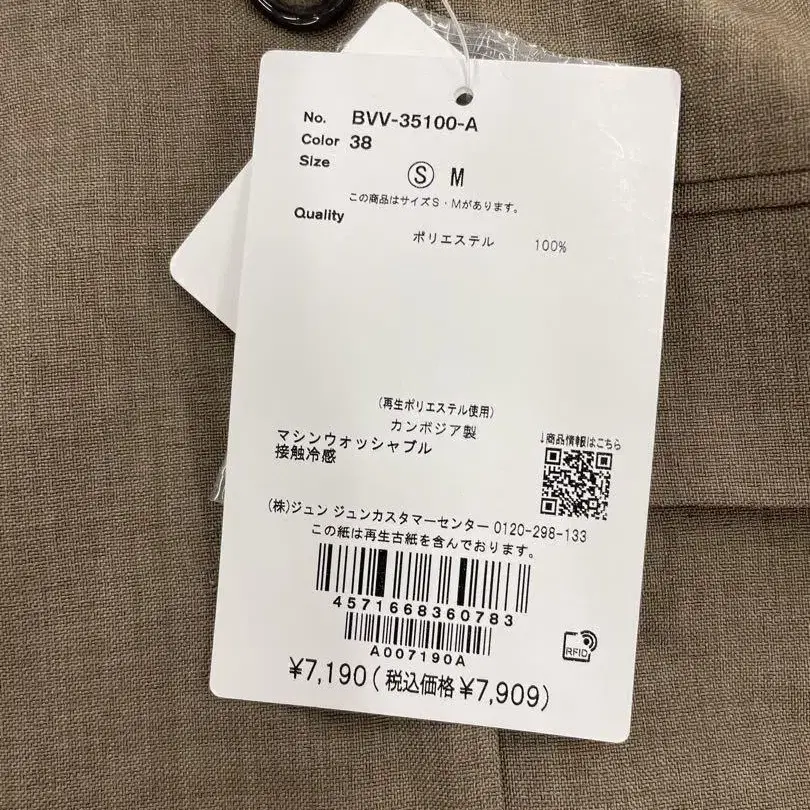 No. BVV-35100-A
Color 38
Size
Ⓢ M
この商品はサイズS・Mがあります。
Quality
ポリエステル 100%
(再生ポリエステル使用)
カンボジア製
マシンウォッシャブル
接触冷感
↓商品情報はこちら
(株)ジュン ジュンカスタマーセンター 0120-298-133
この紙は再生古紙を含んでおります。
4571668360783
A007190A
RFID
¥7,190(税込価格¥7,909)